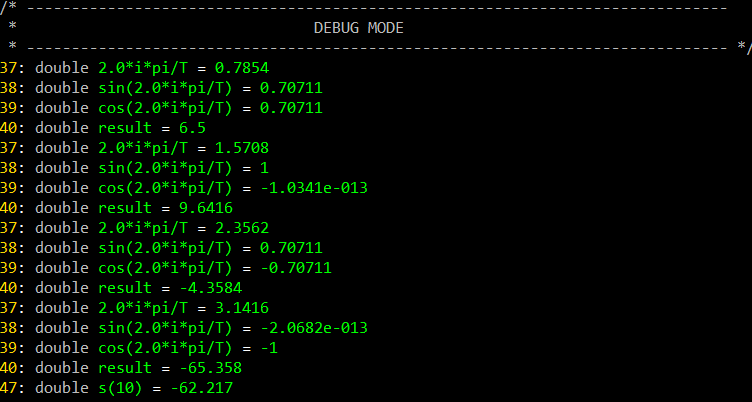 /* ------------------------------------------------------------------------------
* DEBUG MODE
* ------------------------------------------------------------------------------ */
37: double 2.0*i*pi/T = 0.7854
38: double sin(2.0*i*pi/T) = 0.70711
39: double cos(2.0*i*pi/T) = 0.70711
40: double result = 6.5
37: double 2.0*i*pi/T = 1.5708
38: double sin(2.0*i*pi/T) = 1
39: double cos(2.0*i*pi/T) = -1.0341e-013
40: double result = 9.6416
37: double 2.0*i*pi/T = 2.3562
38: double sin(2.0*i*pi/T) = 0.70711
39: double cos(2.0*i*pi/T) = -0.70711
40: double result = -4.3584
37: double 2.0*i*pi/T = 3.1416
38: double sin(2.0*i*pi/T) = -2.0682e-013
39: double cos(2.0*i*pi/T) = -1
40: double result = -65.358
47: double s(10) = -62.217